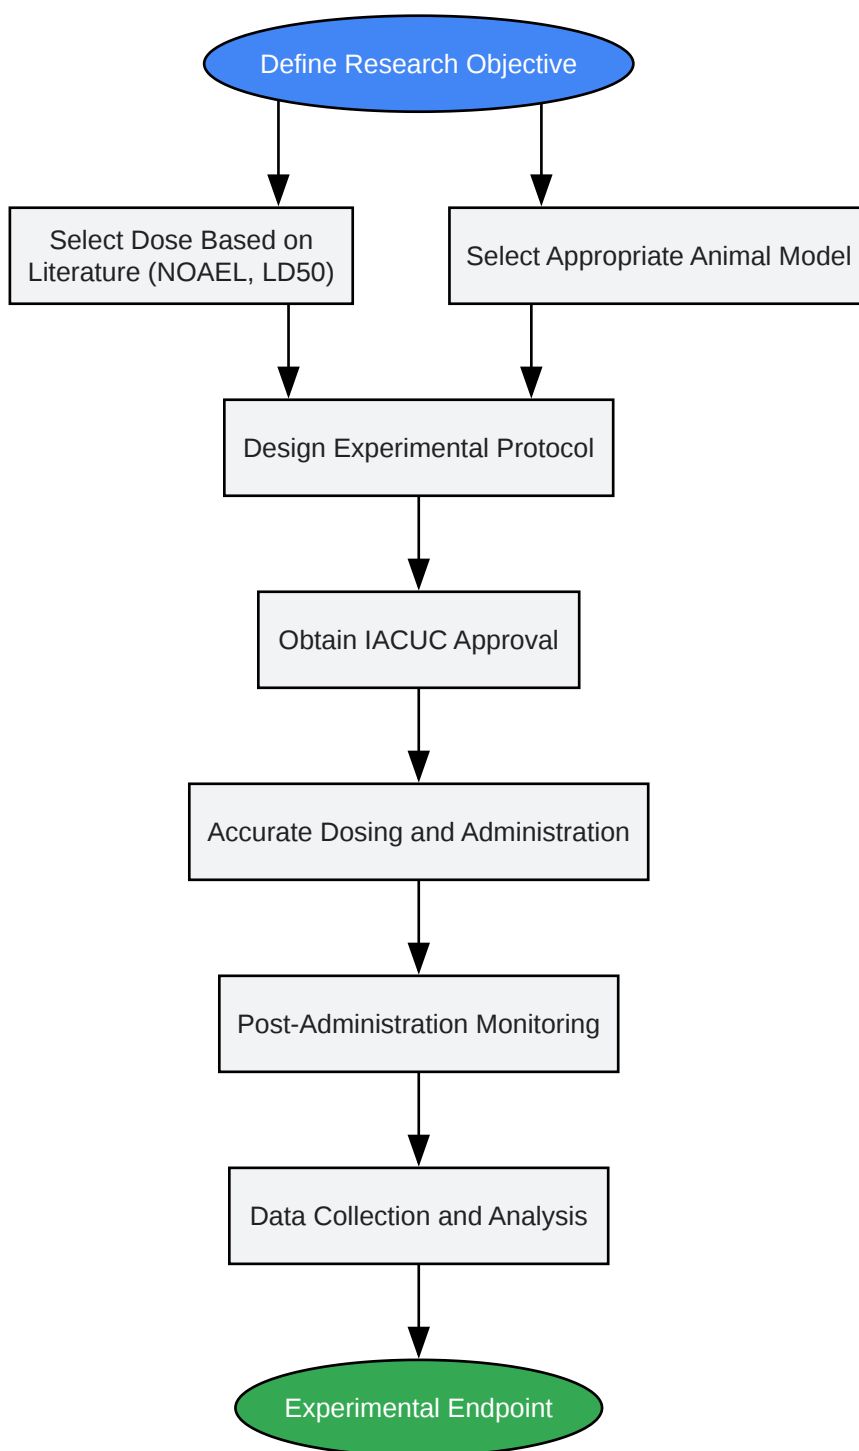 Define Research Objective
Select Dose Based on
Literature (NOAEL, LD50)
Select Appropriate Animal Model
Design Experimental Protocol
Obtain IACUC Approval
Accurate Dosing and Administration
Post-Administration Monitoring
Data Collection and Analysis
Experimental Endpoint